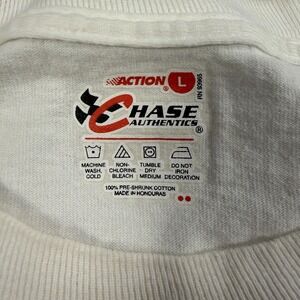 ACTION® L
RN 93965
CHASE
AUTHENTICS®
MACHINE WASH, COLD
NON-CHLORINE BLEACH
TUMBLE DRY MEDIUM
DO NOT IRON DECORATION
100% PRE-SHRUNK COTTON
MADE IN HONDURAS